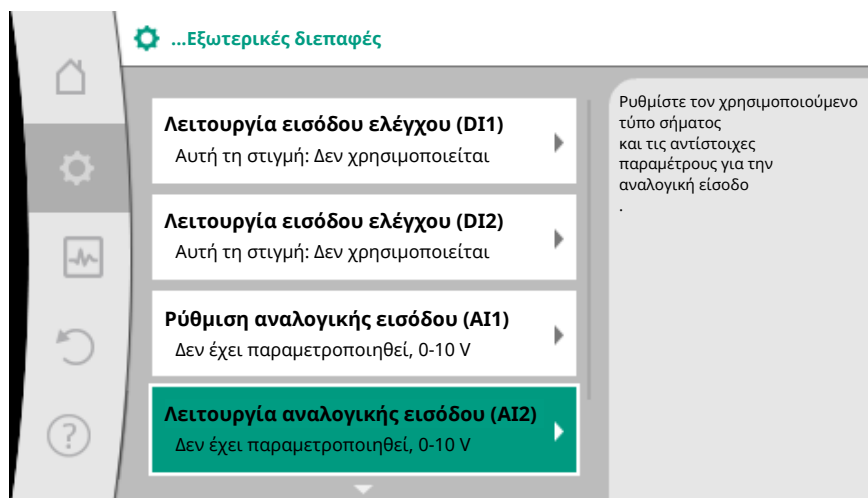 ...Εξωτερικές διεπαφές
Λειτουργία εισόδου ελέγχου (DI1)
Αυτή τη στιγμή: Δεν χρησιμοποιείται
Λειτουργία εισόδου ελέγχου (DI2)
Αυτή τη στιγμή: Δεν χρησιμοποιείται
Ρύθμιση αναλογικής εισόδου (AI1)
Δεν έχει παραμετροποιηθεί, 0-10 V
Λειτουργία αναλογικής εισόδου (AI2)
Δεν έχει παραμετροποιηθεί, 0-10 V
Ρυθμίστε τον χρησιμοποιούμενο
τύπο σήματος
και τις αντίστοιχες
παραμέτρους για την
αναλογική είσοδο
.
?